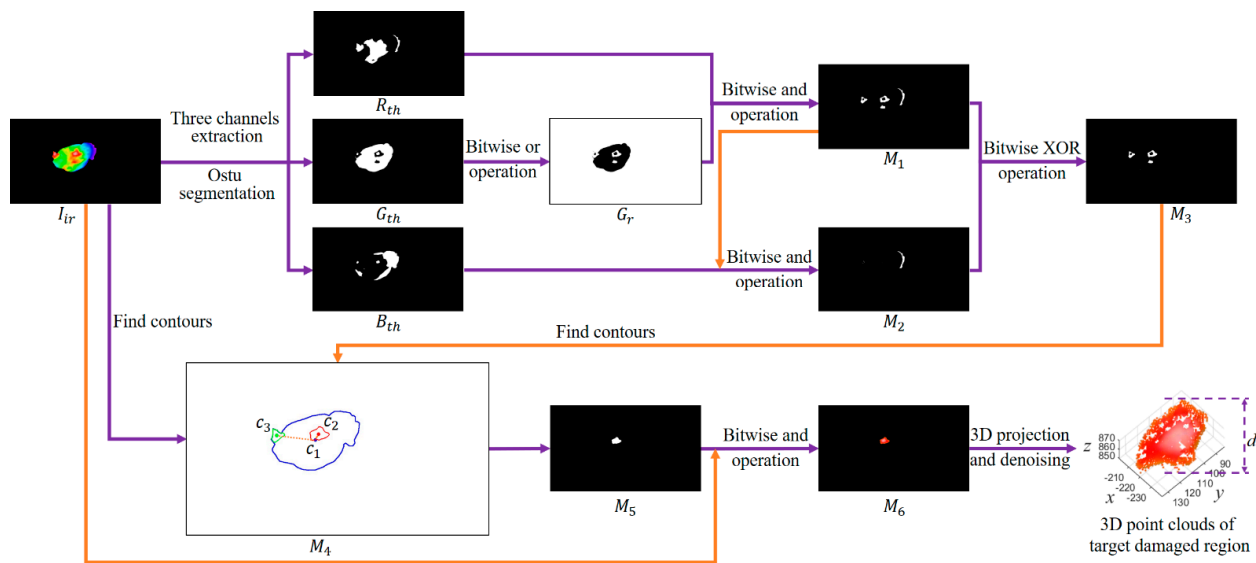 R_th
Three channels
extraction
Bitwise and
operation
M_1
Bitwise or
operation
Bitwise XOR
operation
Ostu
segmentation
I_ir
G_th
G_r
M_3
Bitwise and
operation
B_th
M_2
Find contours
Find contours
c_3
c_2
c_1
M_4
M_5
Bitwise and
operation
M_6
3D projection
and denoising
d
z
870
860
850
-210
-220
-230
x
90
100
110
120
130
y
3D point clouds of
target damaged region